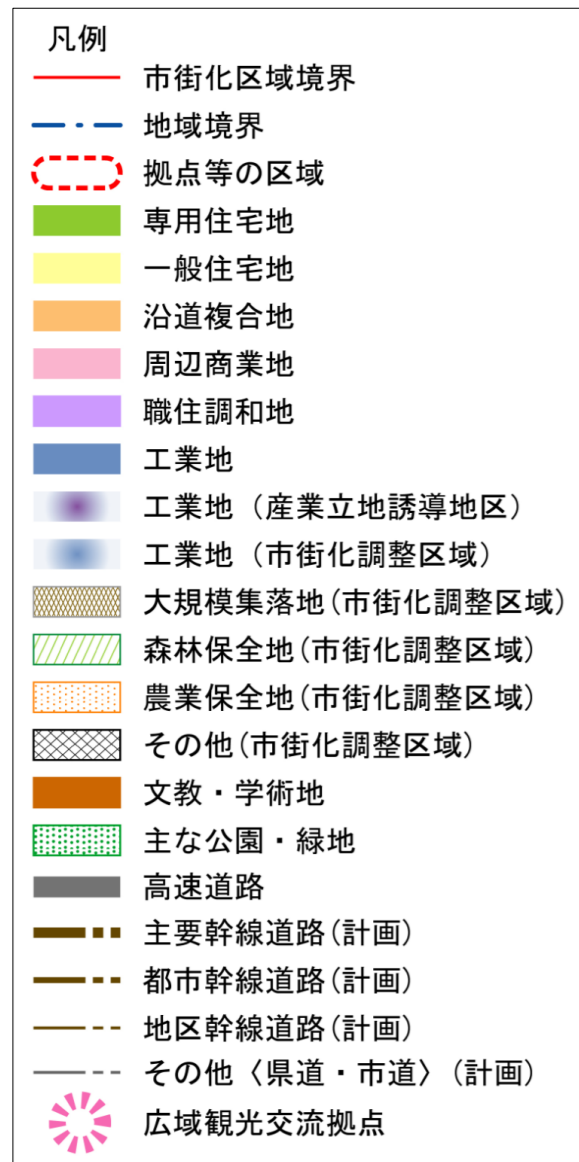 凡例
市街化区域境界
地域境界
拠点等の区域
専用住宅地
一般住宅地
沿道複合地
周辺商業地
職住調和地
工業地
工業地（産業立地誘導地区）
工業地（市街化調整区域）
大規模集落地(市街化調整区域)
森林保全地(市街化調整区域)
農業保全地(市街化調整区域)
その他(市街化調整区域)
文教・学術地
主な公園・緑地
高速道路
主要幹線道路(計画)
都市幹線道路(計画)
地区幹線道路(計画)
その他〈県道・市道〉(計画)
広域観光交流拠点